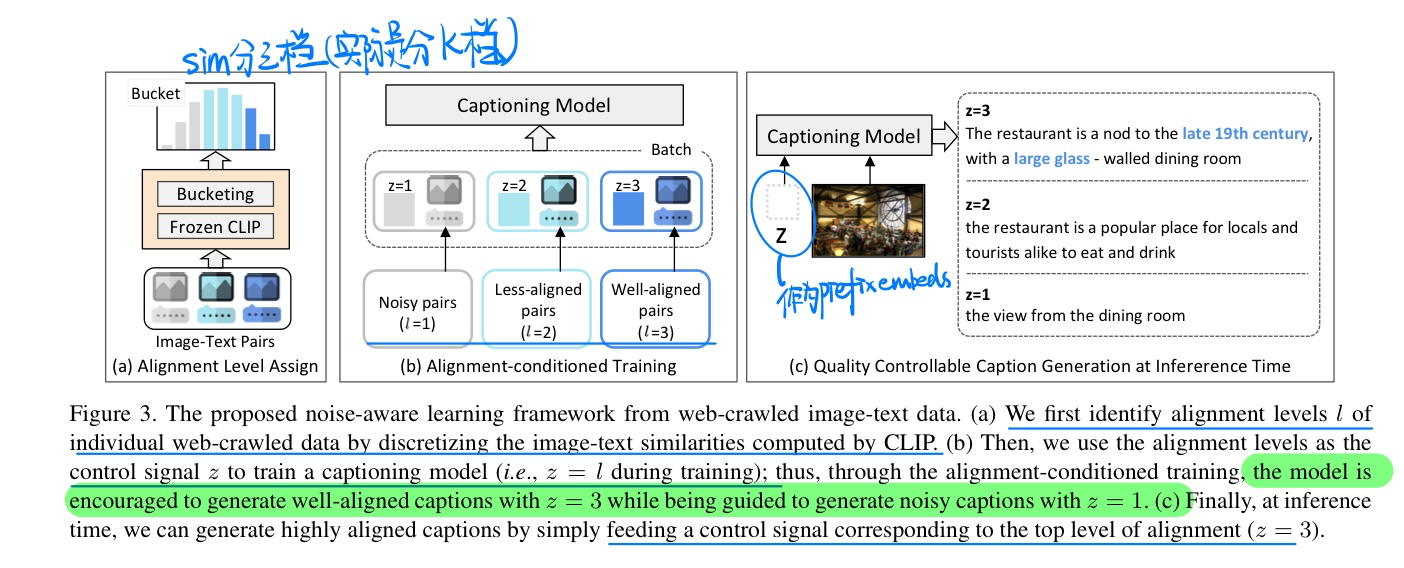 sim分三档(实际是分K档)
Bucket
Bucketing
Frozen CLIP
Image-Text Pairs
(a) Alignment Level Assign
Captioning Model
Batch
z=1
z=2
z=3
Noisy pairs
(l=1)
Less-aligned
pairs
(l=2)
Well-aligned
pairs
(l=3)
(b) Alignment-conditioned Training
Captioning Model
z
作为prefix embeds
z=3
The restaurant is a nod to the late 19th century,
with a large glass - walled dining room
z=2
the restaurant is a popular place for locals and
tourists alike to eat and drink
z=1
the view from the dining room
(c) Quality Controllable Caption Generation at Infererence Time
Figure 3. The proposed noise-aware learning framework from web-crawled image-text data. (a) We first identify alignment levels l of
individual web-crawled data by discretizing the image-text similarities computed by CLIP. (b) Then, we use the alignment levels as the
control signal z to train a captioning model (i.e., z = l during training); thus, through the alignment-conditioned training, the model is
encouraged to generate well-aligned captions with z = 3 while being guided to generate noisy captions with z = 1. (c) Finally, at inference
time, we can generate highly aligned captions by simply feeding a control signal corresponding to the top level of alignment (z = 3).